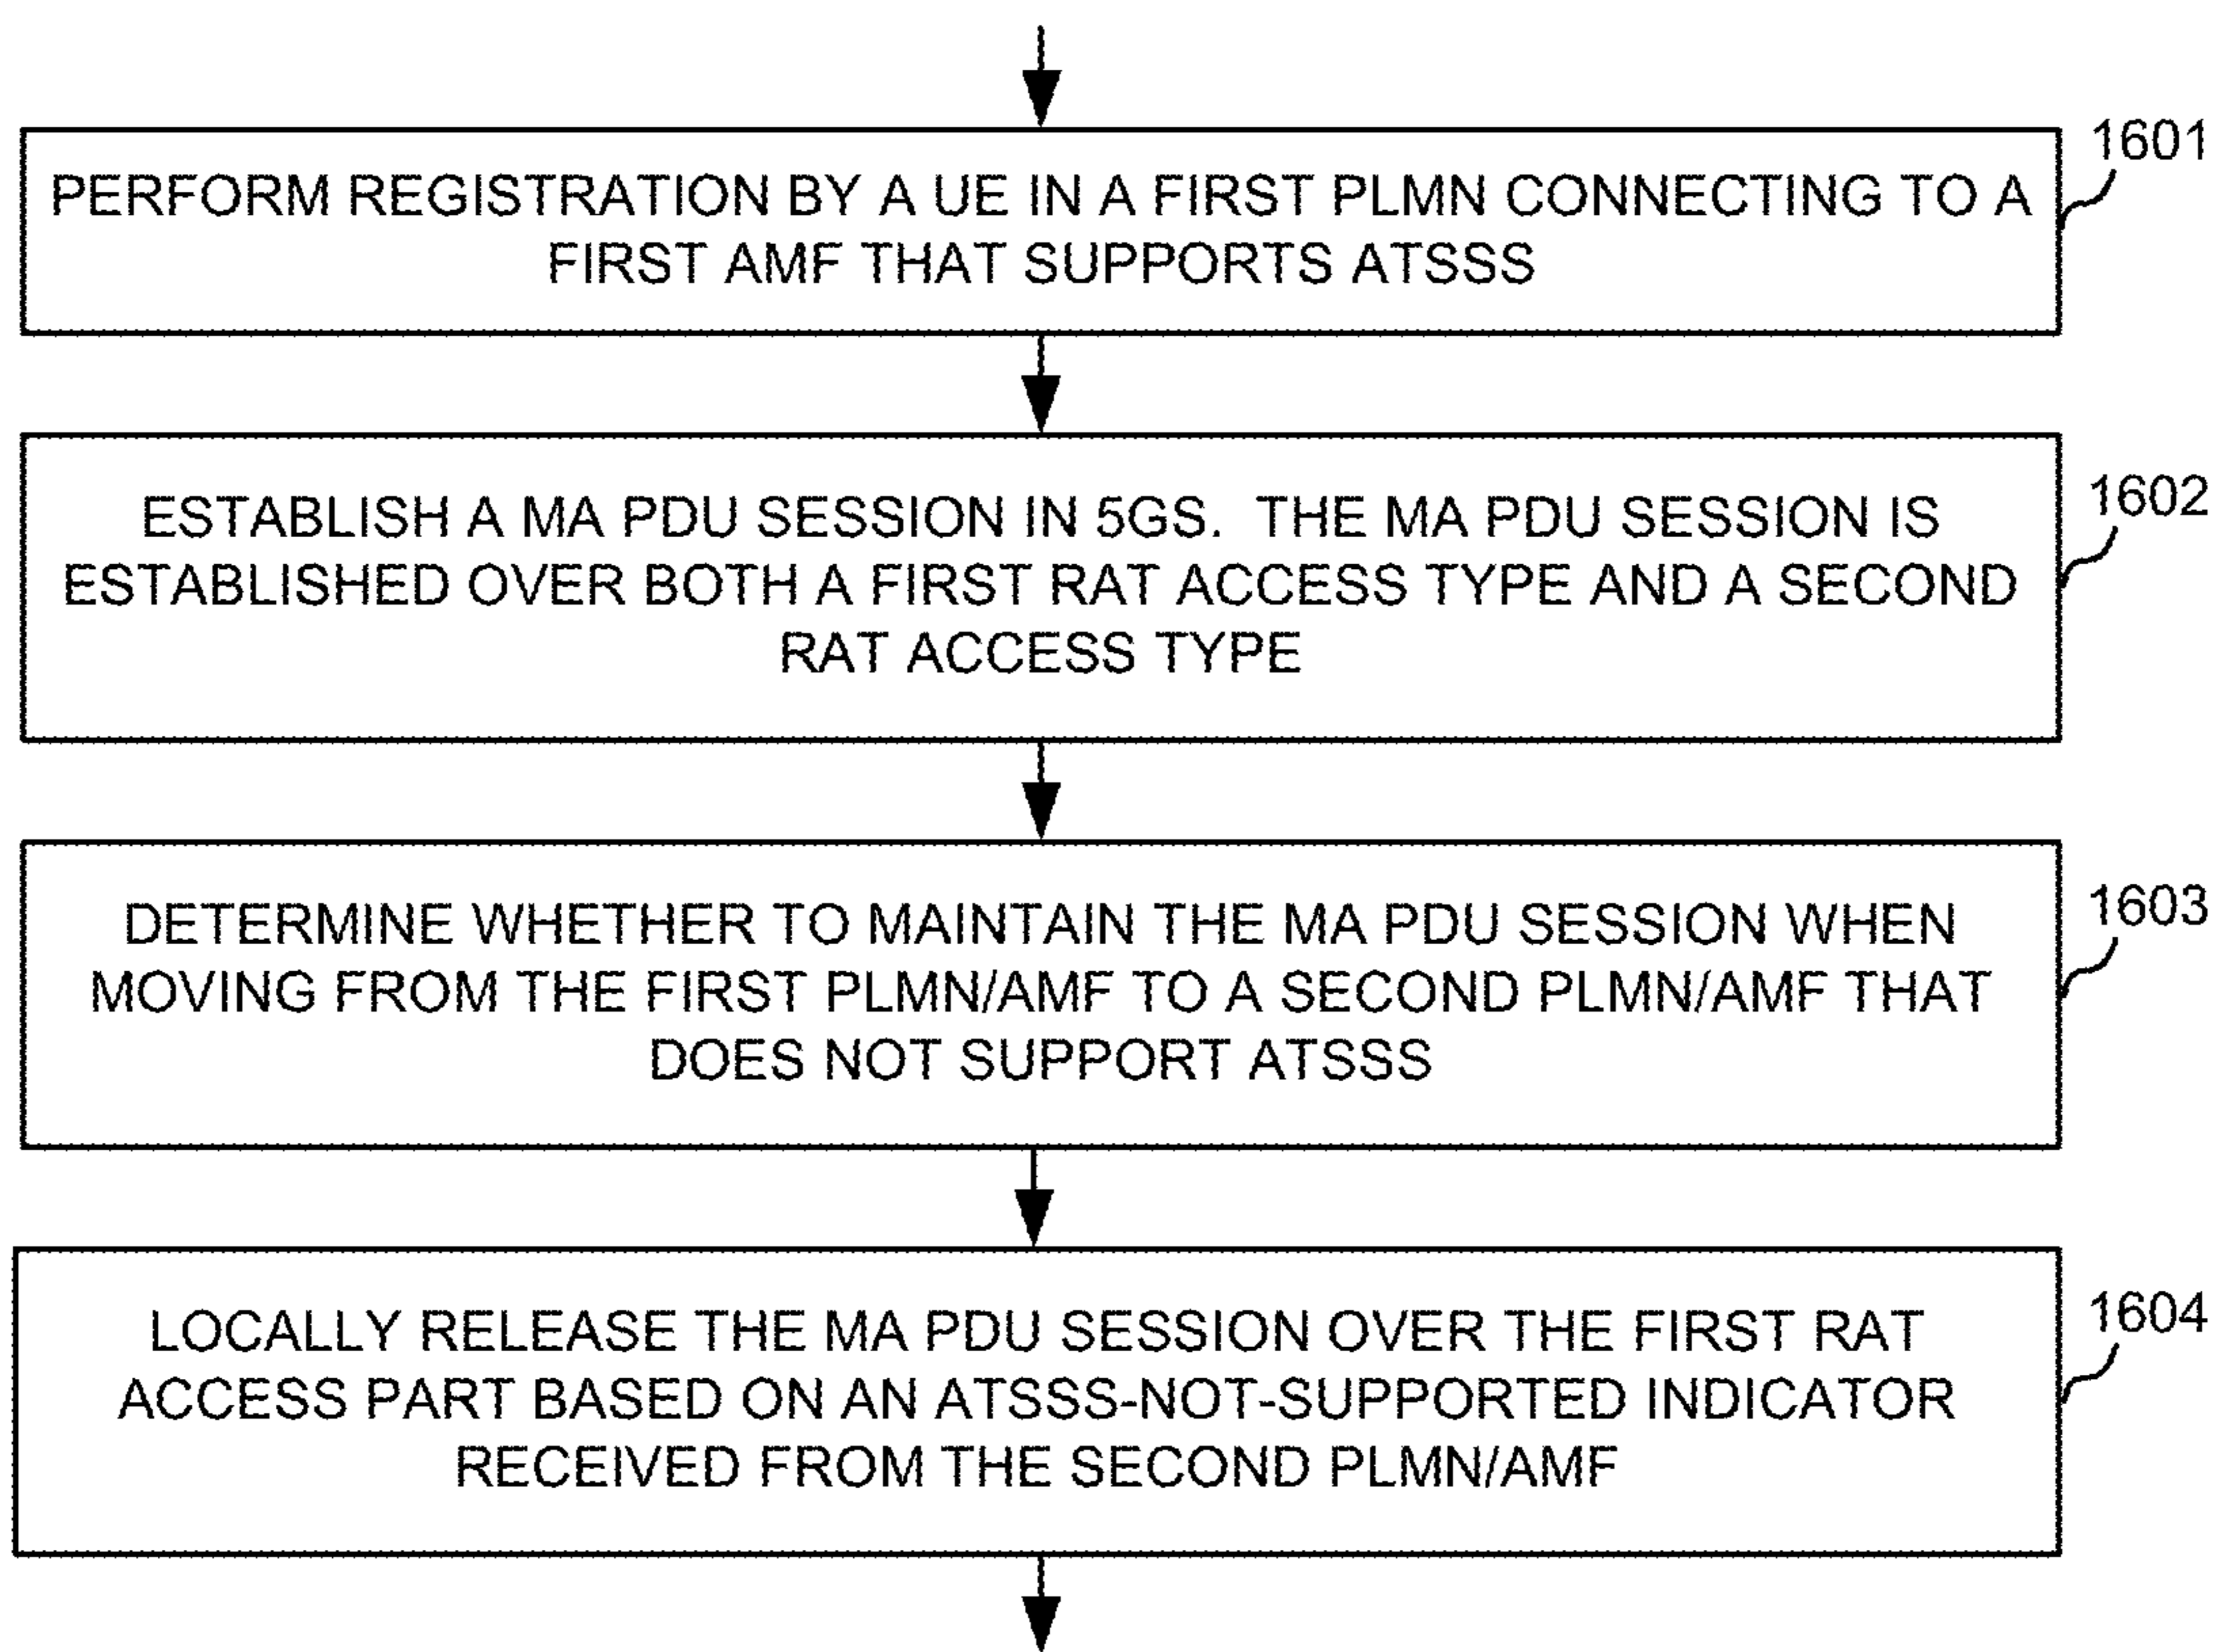 1601
PERFORM REGISTRATION BY A UE IN A FIRST PLMN CONNECTING TO A
FIRST AMF THAT SUPPORTS ATSSS
1602
ESTABLISH A MA PDU SESSION IN 5GS. THE MA PDU SESSION IS
ESTABLISHED OVER BOTH A FIRST RAT ACCESS TYPE AND A SECOND
RAT ACCESS TYPE
1603
DETERMINE WHETHER TO MAINTAIN THE MA PDU SESSION WHEN
MOVING FROM THE FIRST PLMN/AMF TO A SECOND PLMN/AMF THAT
DOES NOT SUPPORT ATSSS
1604
LOCALLY RELEASE THE MA PDU SESSION OVER THE FIRST RAT
ACCESS PART BASED ON AN ATSSS-NOT-SUPPORTED INDICATOR
RECEIVED FROM THE SECOND PLMN/AMF